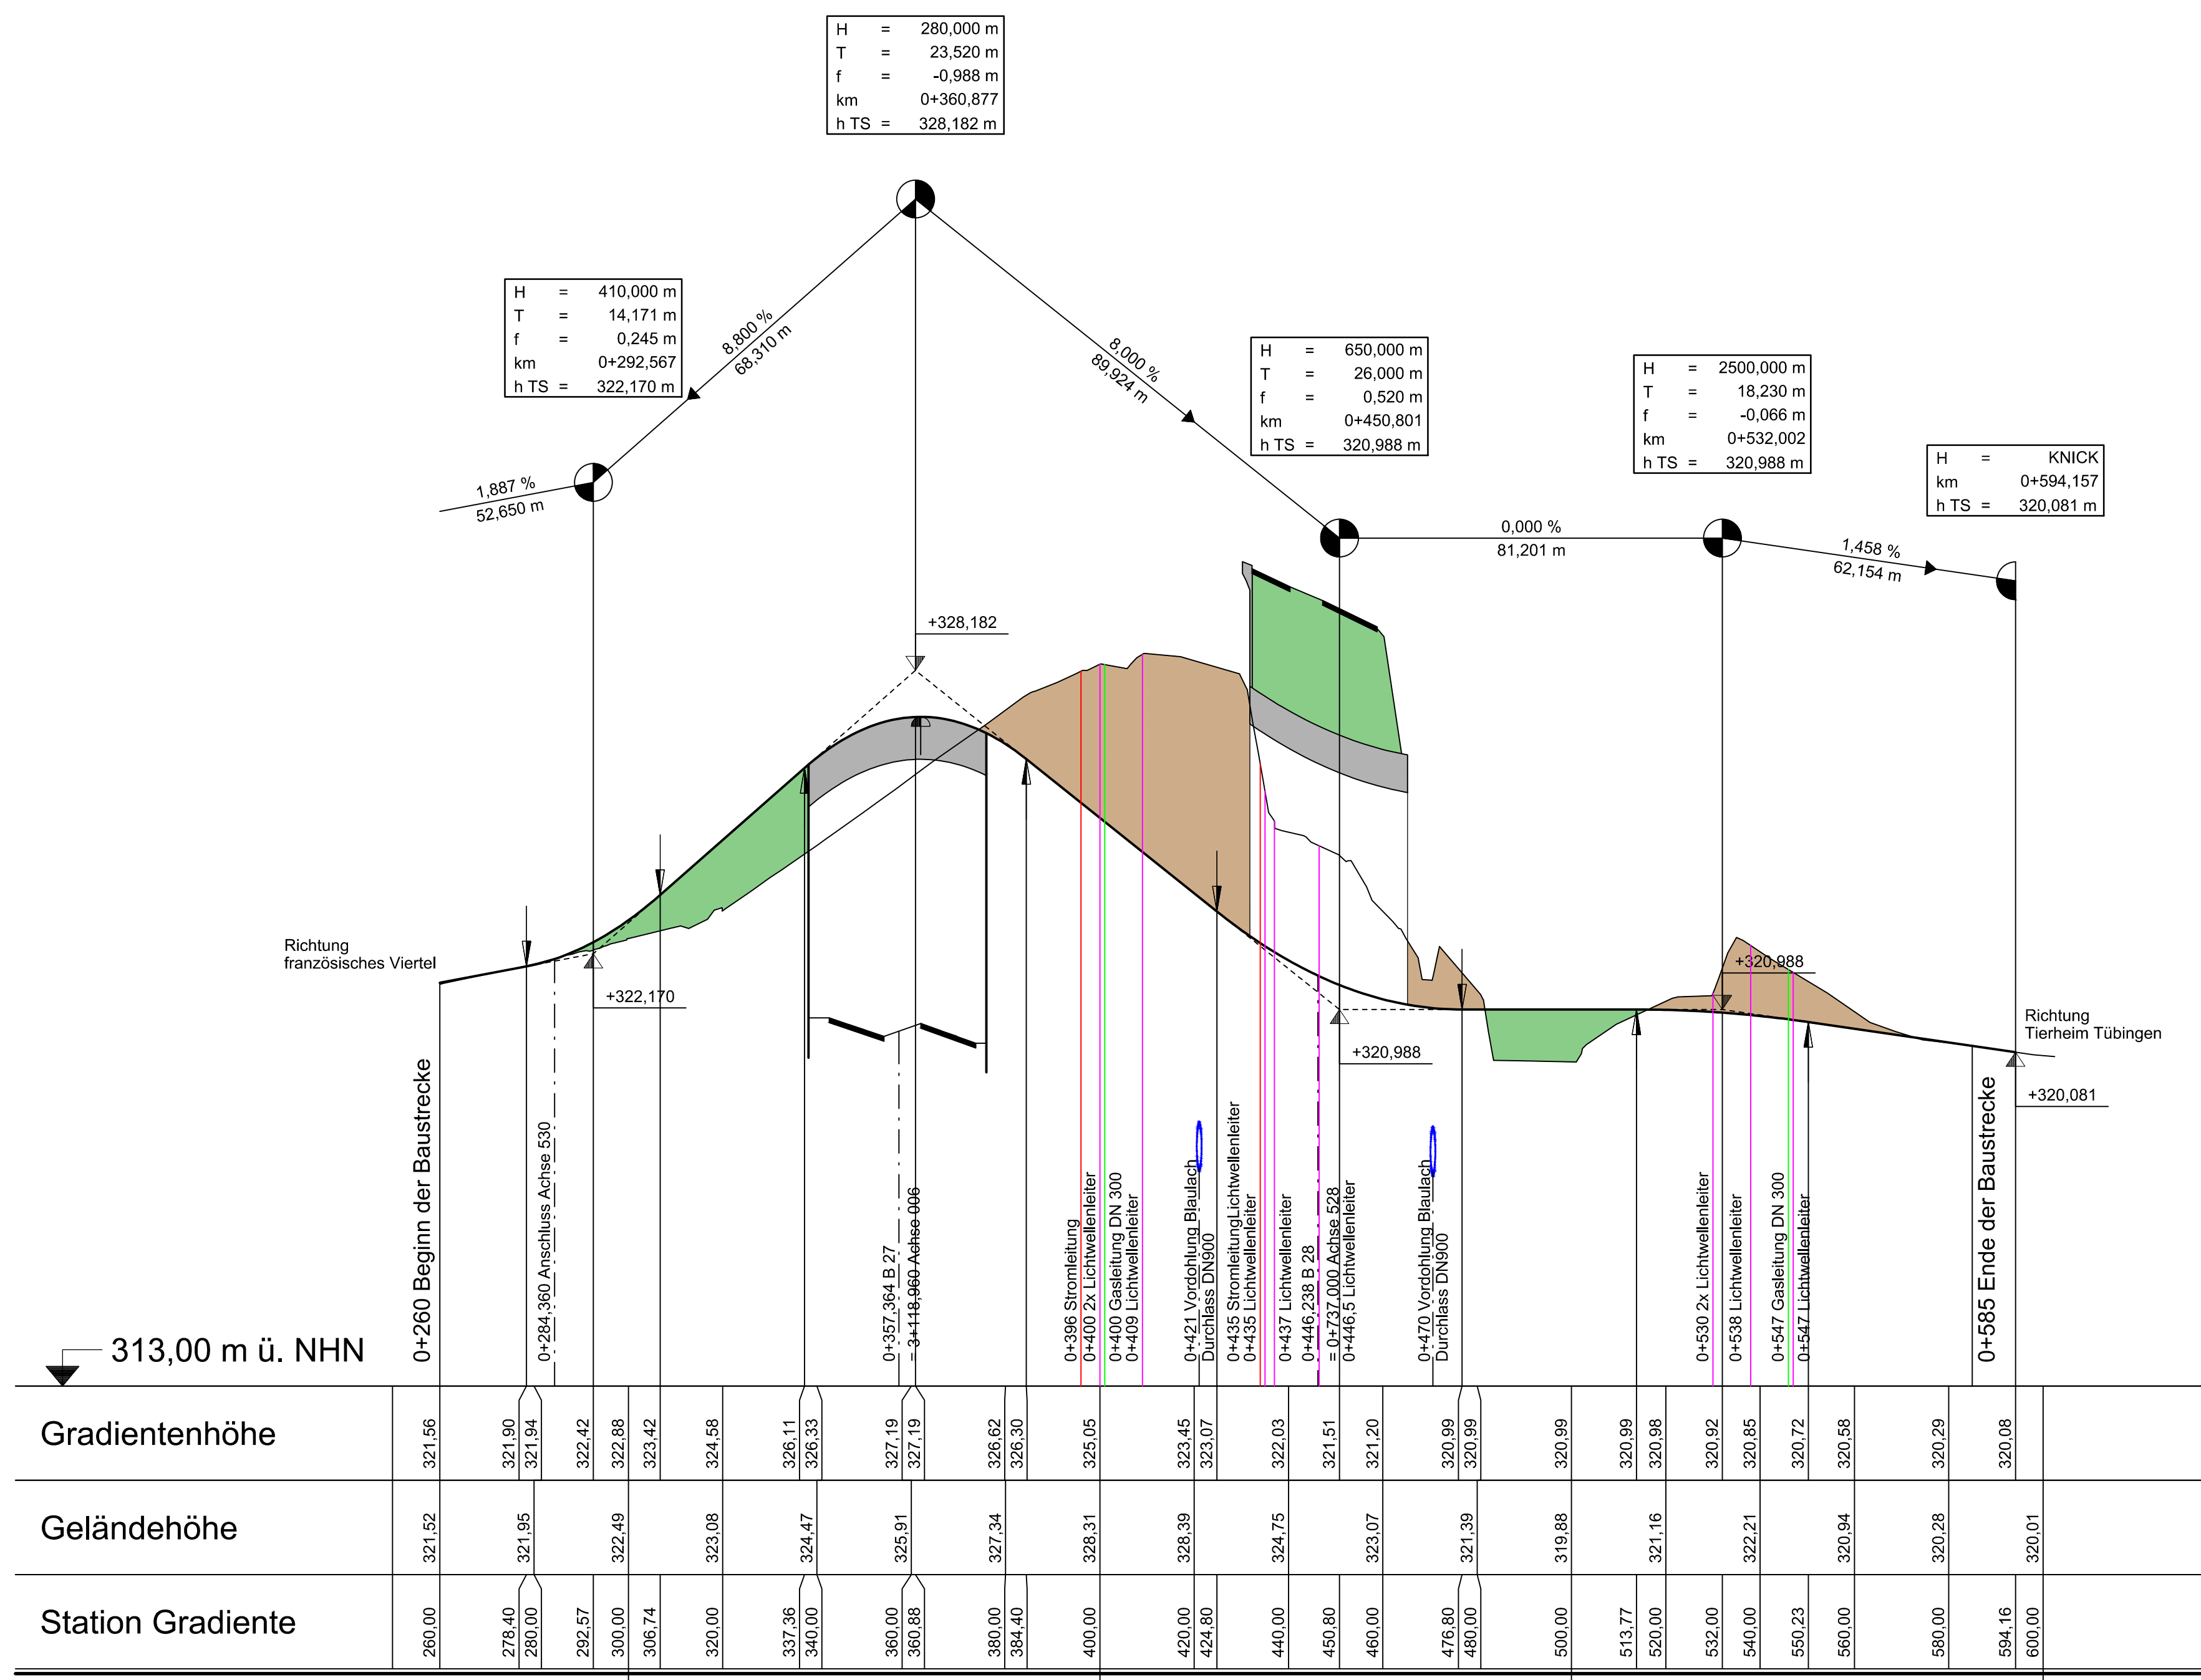 H = 280,000 m
T = 23,520 m
f = -0,988 m
km 0+360,877
h TS = 328,182 m
H = 410,000 m
T = 14,171 m
f = 0,245 m
km 0+292,567
h TS = 322,170 m
8,800 %
68,310 m
8,000 %
89,924 m
H = 650,000 m
T = 26,000 m
f = 0,520 m
km 0+450,801
h TS = 320,988 m
H = 2500,000 m
T = 18,230 m
f = -0,066 m
km 0+532,002
h TS = 320,988 m
H = KNICK
km 0+594,157
h TS = 320,081 m
1,887 %
52,650 m
0,000 %
81,201 m
1,458 %
62,154 m
+328,182
Richtung
französisches Viertel
+322,170
+320,988
+320,988
Richtung
Tierheim Tübingen
+320,081
0+260 Beginn der Baustrecke
0+284,360 Anschluss Achse 530
0+357,364 B 27
= 3+118,960 Achse 006
0+396 Stromleitung
0+400 2x Lichtwellenleiter
0+400 Gasleitung DN 300
0+409 Lichtwellenleiter
0+421 Vordohlung Blaulach
Durchlass DN900
0+435 StromleitungLichtwellenleiter
0+435 Lichtwellenleiter
0+437 Lichtwellenleiter
0+446,238 B 28
= 0+737,000 Achse 528
0+446,5 Lichtwellenleiter
0+470 Vordohlung Blaulach
Durchlass DN900
0+530 2x Lichtwellenleiter
0+538 Lichtwellenleiter
0+547 Gasleitung DN 300
0+547 Lichtwellenleiter
0+585 Ende der Baustrecke
313,00 m ü. NHN
Gradientenhöhe 321,56 321,90 321,94 322,42 322,88 323,42 324,58 326,11 326,33 327,19 327,19 326,62 326,30 325,05 323,45 323,07 322,03 321,51 321,20 320,99 320,99 320,99 320,99 320,98 320,92 320,85 320,72 320,58 320,29 320,08
Geländehöhe 321,52 321,95 322,49 323,08 324,47 325,91 327,34 328,31 328,39 324,75 323,07 321,39 319,88 321,16 322,21 320,94 320,28 320,01
Station Gradiente 260,00 278,40 280,00 292,57 300,00 306,74 320,00 337,36 340,00 360,00 360,88 380,00 384,40 400,00 420,00 424,80 440,00 450,80 460,00 476,80 480,00 500,00 513,77 520,00 532,00 540,00 550,23 560,00 580,00 594,16 600,00